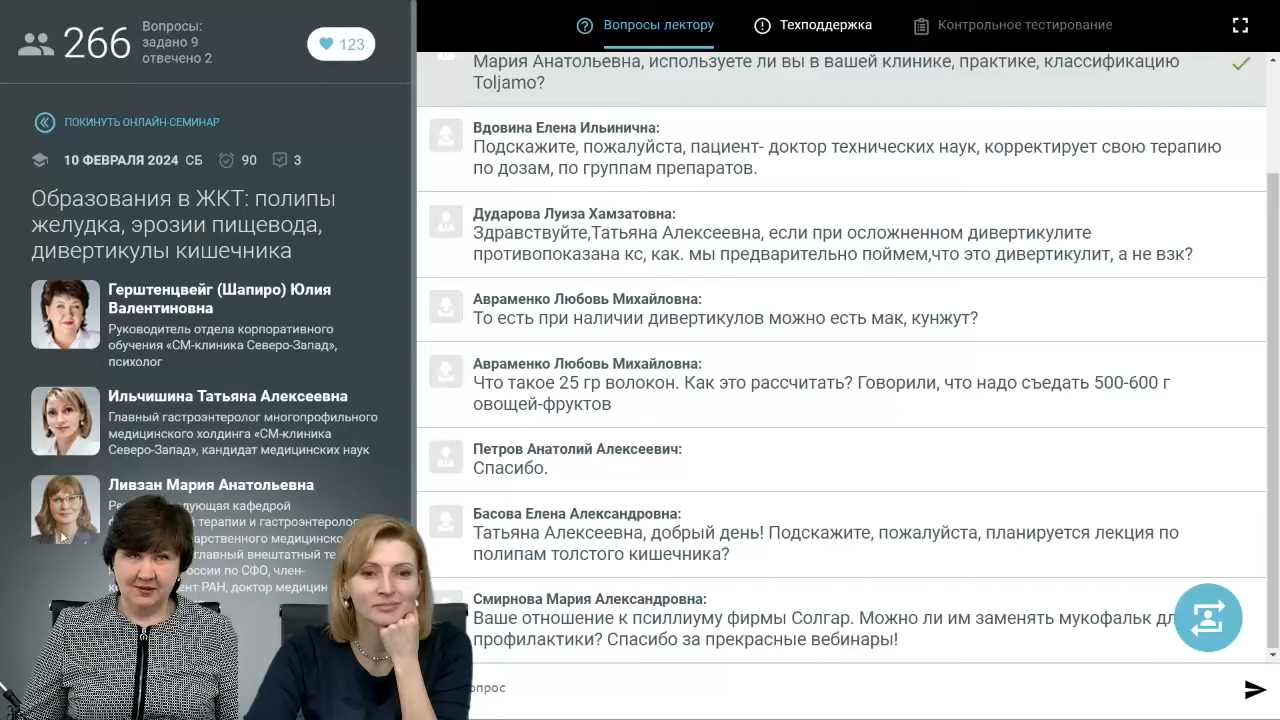 266
Вопросы:
задано 9
отвечено 2
123
ПОКИНУТЬ ОНЛАЙН-СЕМИНАР
10 ФЕВРАЛЯ 2024 СБ 90 3
Образования в ЖКТ: полипы
желудка, эрозии пищевода,
дивертикулы кишечника
Герштенцвейг (Шапиро) Юлия
Валентиновна
Руководитель отдела корпоративного
обучения «СМ-клиника Северо-Запад»,
психолог
Ильчишина Татьяна Алексеевна
Главный гастроэнтеролог многопрофильного
медицинского холдинга «СМ-клиника
Северо-Запад», кандидат медицинских наук
Ливзан Мария Анатольевна
кафедрой
терапии и
главный внештатный
по СФО, член-
РАН, доктор
Вопросы лектору
Техподдержка
Контрольное тестирование
Мария Анатольевна, используете ли вы в вашей клинике, практике, классификацию
Toljamo?
Вдовина Елена Ильинична:
Подскажите, пожалуйста, пациент- доктор технических наук, корректирует свою терапию
по дозам, по группам препаратов.
Дударова Луиза Хамзатовна:
Здравствуйте,Татьяна Алексеевна, если при осложненном дивертикулите
противопоказана кс, как. мы предварительно поймем,что это дивертикулит, а не взк?
Авраменко Любовь Михайловна:
То есть при наличии дивертикулов можно есть мак, кунжут?
Авраменко Любовь Михайловна:
Что такое 25 гр волокон. Как это рассчитать? Говорили, что надо съедать 500-600 г
овощей-фруктов
Петров Анатолий Алексеевич:
Спасибо.
Басова Елена Александровна:
Татьяна Алексеевна, добрый день! Подскажите, пожалуйста, планируется лекция по
полипам толстого кишечника?
Смирнова Мария Александровна:
Ваше отношение к псиллиуму фирмы Солгар. Можно ли им заменять мукофальк
профилактики? Спасибо за прекрасные вебинары!